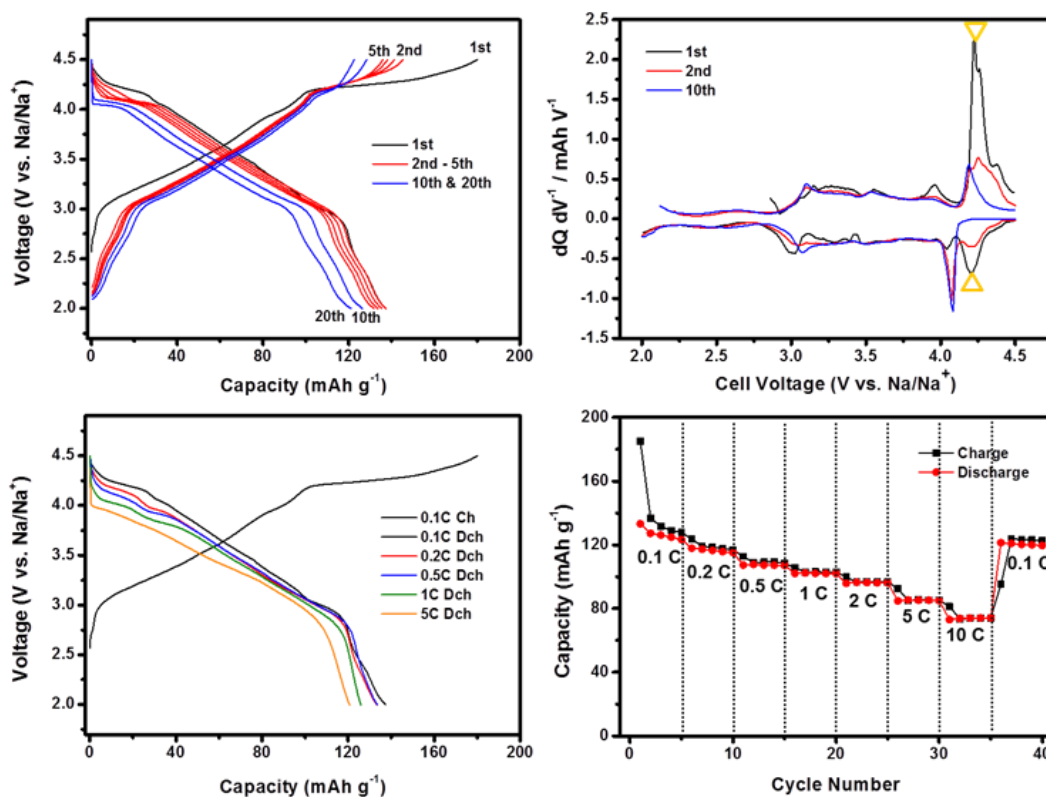 5th 2nd 1st
4.5
4.0
3.5
3.0
2.5
2.0
Voltage (V vs. Na/Na⁺)
1st
2nd - 5th
10th & 20th
20th 10th
0 40 80 120 160 200
Capacity (mAh g⁻¹)
2.5
2.0
1.5
1.0
0.5
0.0
-0.5
-1.0
-1.5
dQ dV⁻¹ / mAh V⁻¹
1st
2nd
10th
2.0 2.5 3.0 3.5 4.0 4.5
Cell Voltage (V vs. Na/Na⁺)
4.5
4.0
3.5
3.0
2.5
2.0
Voltage (V vs. Na/Na⁺)
0.1C Ch
0.1C Dch
0.2C Dch
0.5C Dch
1C Dch
5C Dch
0 40 80 120 160 200
Capacity (mAh g⁻¹)
200
160
120
80
40
0
Capacity (mAh g⁻¹)
Charge
Discharge
0.1 C 0.2 C 0.5 C 1 C 2 C 5 C 10 C 0.1 C
0 10 20 30 40
Cycle Number